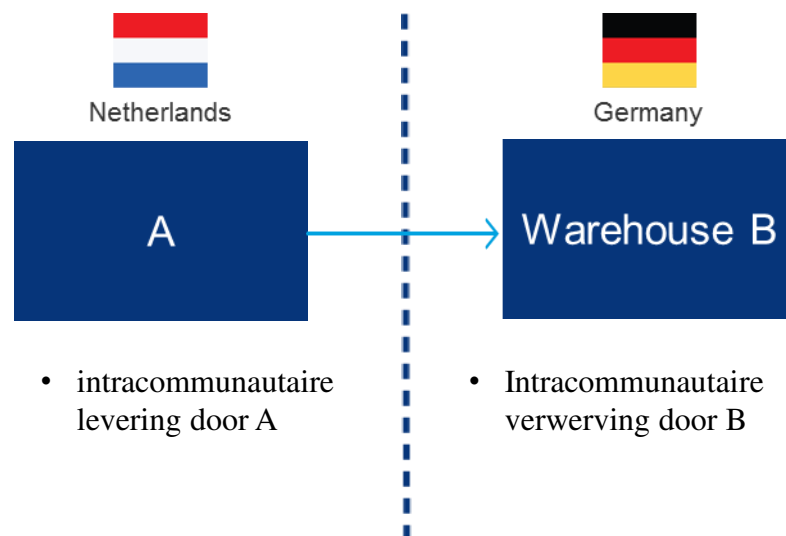 Netherlands
Germany
A
Warehouse B
• intracommunautaire
levering door A
• Intracommunautaire
verwerving door B